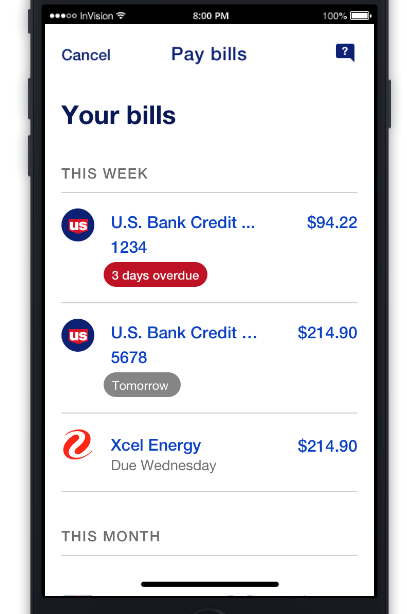 InVision 8:00 PM 100%
Cancel Pay bills ?
Your bills
THIS WEEK
us U.S. Bank Credit ... $94.22
1234
3 days overdue
us U.S. Bank Credit ... $214.90
5678
Tomorrow
Xcel Energy $214.90
Due Wednesday
THIS MONTH